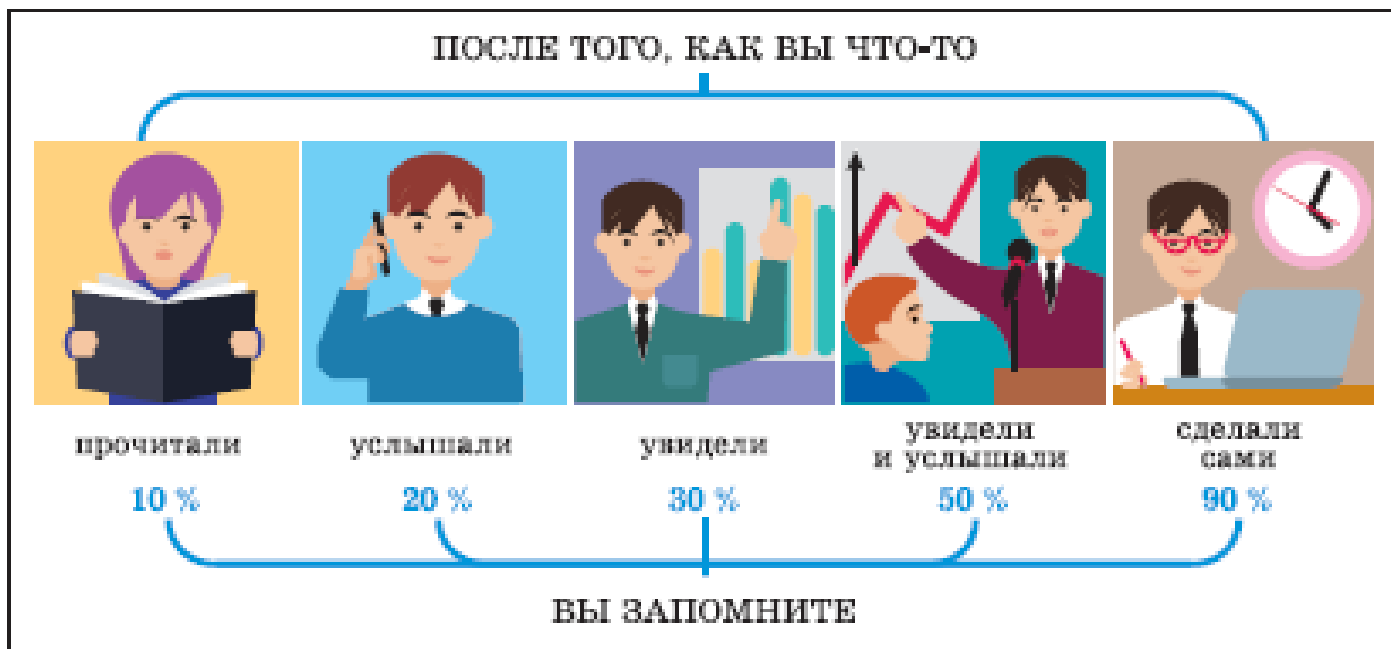 ПОСЛЕ ТОГО, КАК ВЫ ЧТО-ТО
прочитали
услышали
увидели
увидели
и услышали
сделали
сами
10 %
20 %
30 %
50 %
90 %
ВЫ ЗАПОМНИТЕ